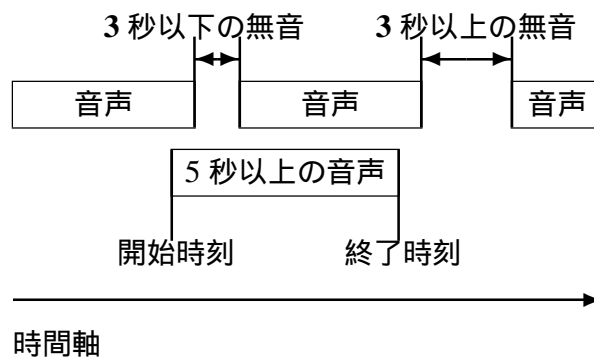 3 秒以下の無音 3 秒以上の無音
音声 音声 音声
5 秒以上の音声
開始時刻 終了時刻
時間軸